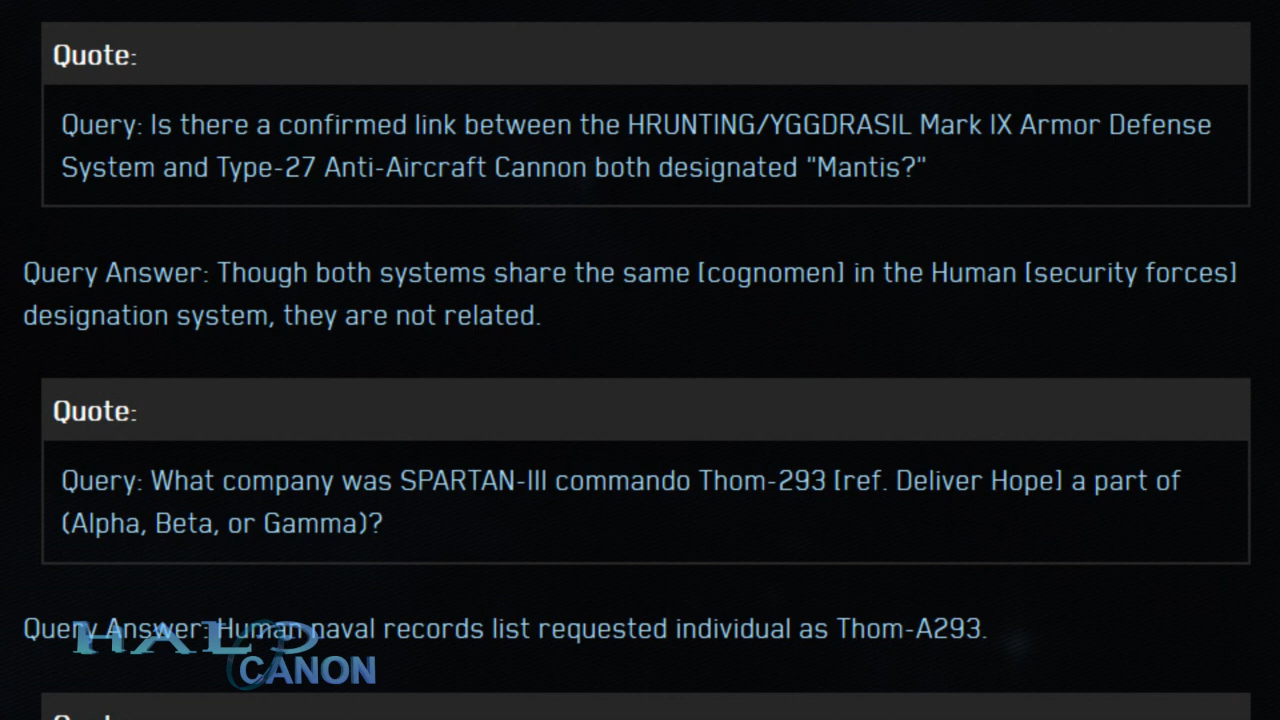 Quote:
Query: Is there a confirmed link between the HRUNTING/YGGDRASIL Mark IX Armor Defense
System and Type-27 Anti-Aircraft Cannon both designated "Mantis?"
Query Answer: Though both systems share the same [cognomen] in the Human [security forces]
designation system, they are not related.
Quote:
Query: What company was SPARTAN-III commando Thom-293 [ref. Deliver Hope] a part of
(Alpha, Beta, or Gamma)?
Query Answer: Human naval records list requested individual as Thom-A293.
HALO
CANON
Quote: